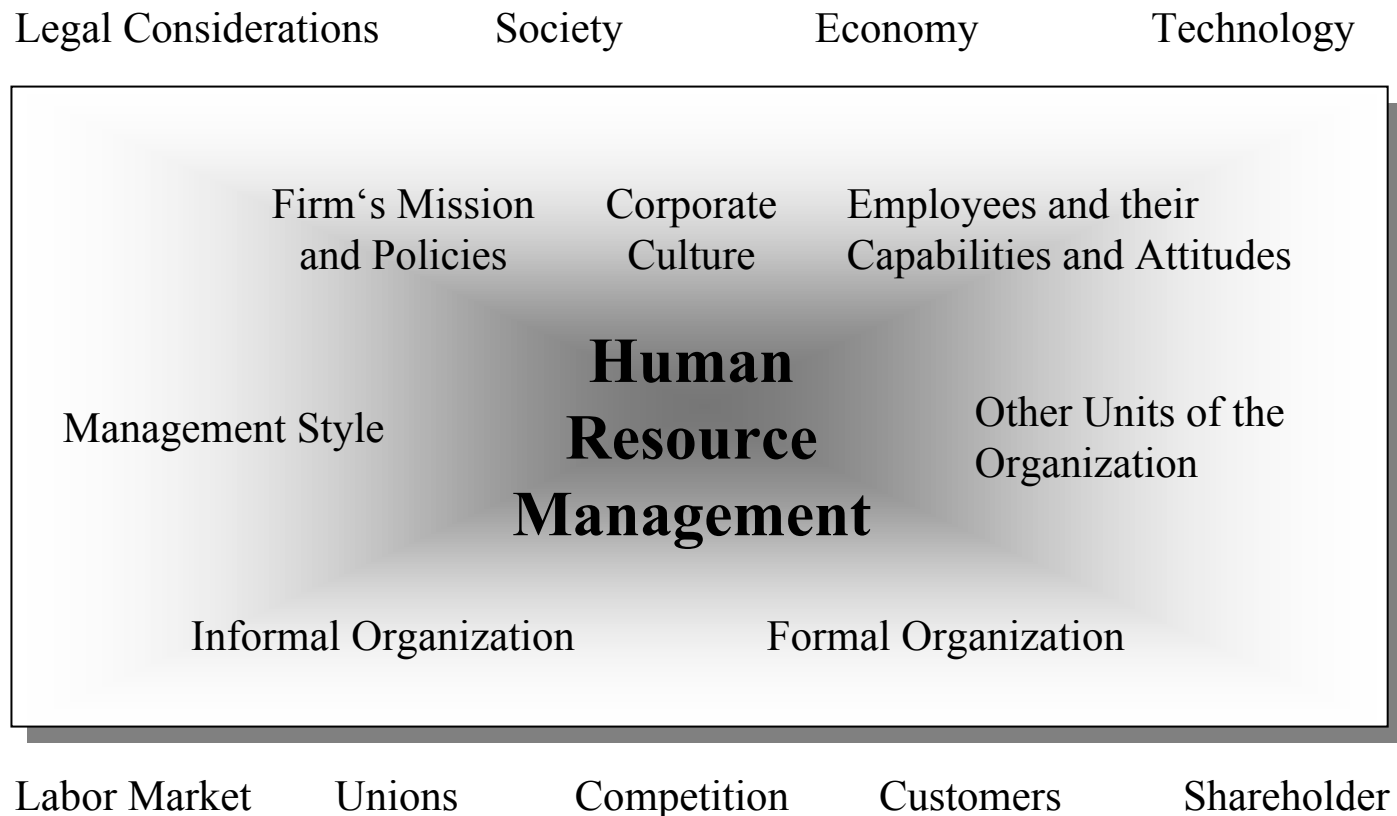 Legal Considerations Society Economy Technology
Firm‘s Mission
and Policies
Corporate
Culture
Employees and their
Capabilities and Attitudes
Human
Resource
Management
Management Style
Other Units of the
Organization
Informal Organization Formal Organization
Labor Market Unions Competition Customers Shareholder